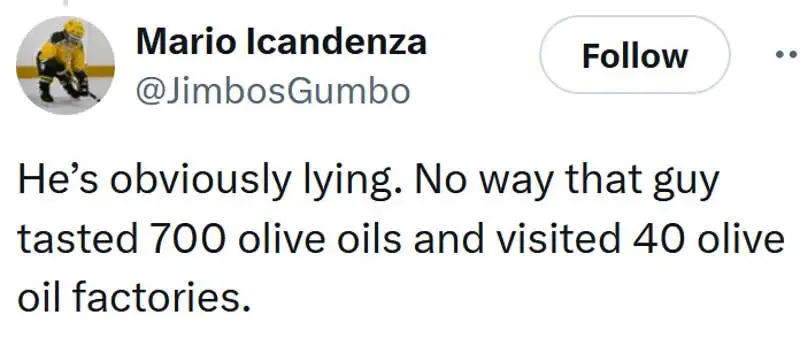 Mario Icandenza
Follow
@JimbosGumbo
He’s obviously lying. No way that guy
tasted 700 olive oils and visited 40 olive
oil factories.